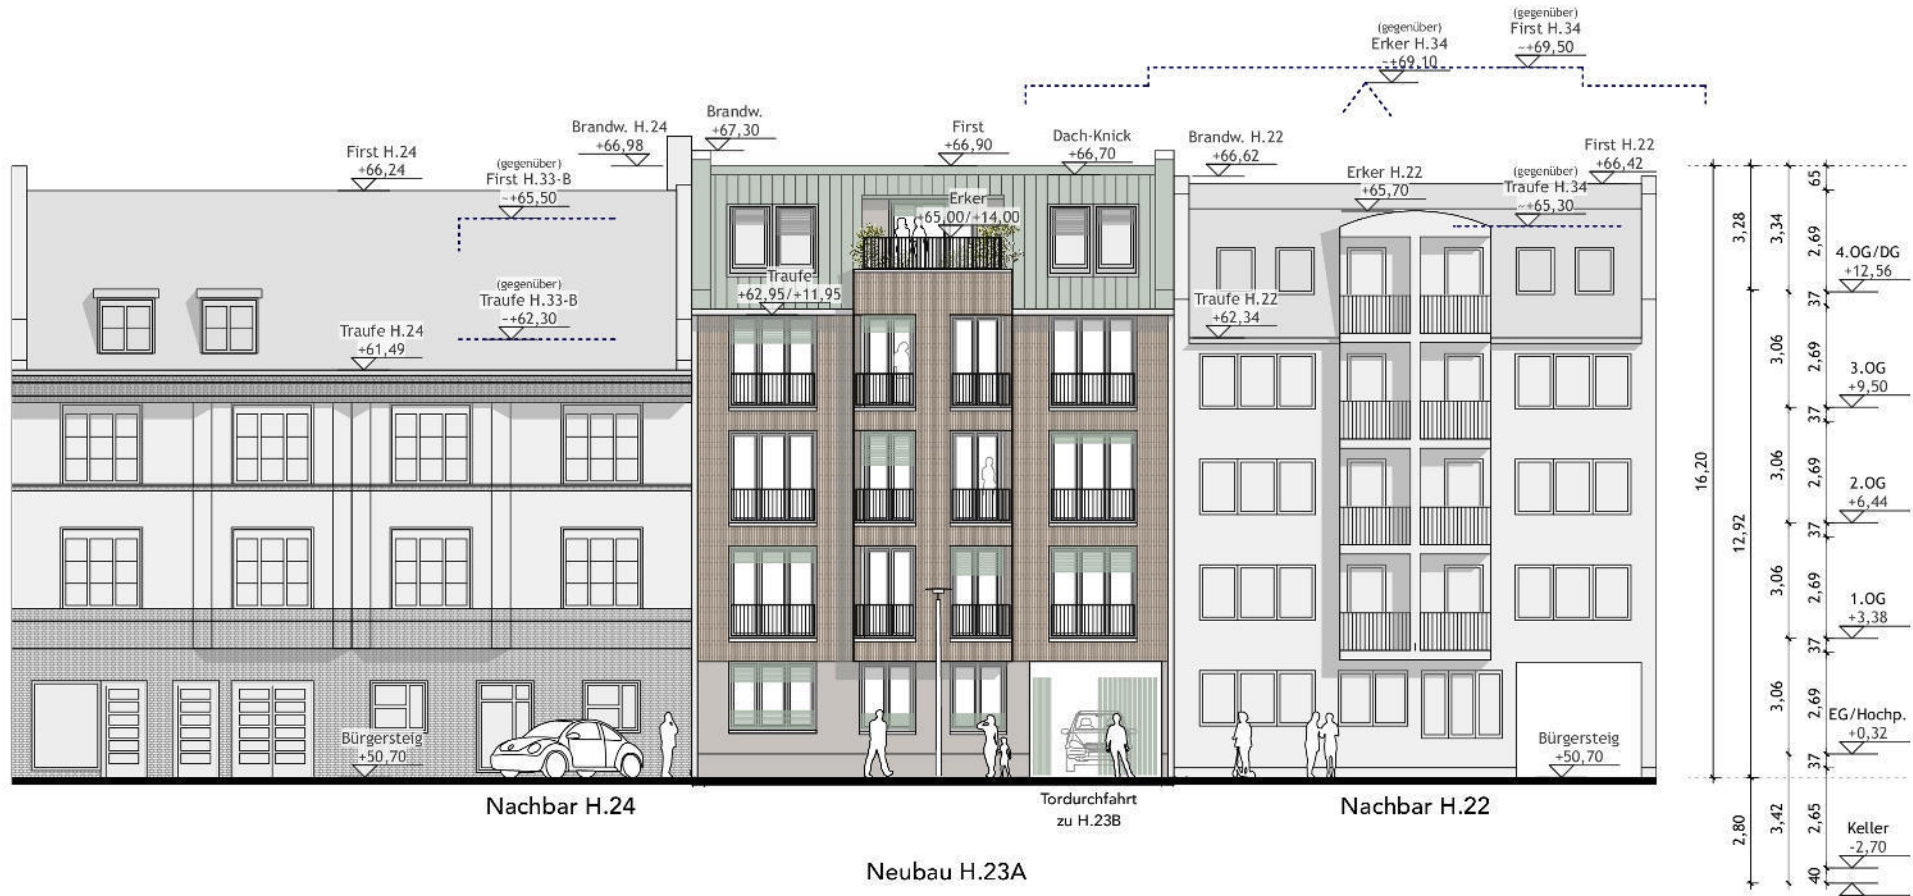 (gegenüber)
First H.34
~+69,50
(gegenüber)
Erker H.34
~+69,10
Brandw.
+67,30
Brandw. H.24
+66,98
First
+66,90
Dach-Knick
+66,70
Brandw. H.22
+66,62
First H.22
+66,42
First H.24
+66,24
(gegenüber)
First H.33-B
~+65,50
Erker H.22
+65,70
(gegenüber)
Traufe H.34
~+65,30
Erker
+65,00/+14,00
Traufe
+62,95/+11,95
(gegenüber)
Traufe H.33-B
~+62,30
Traufe H.22
+62,34
Traufe H.24
+61,49
Bürgersteig
+50,70
Bürgersteig
+50,70
Nachbar H.24
Tordurchfahrt
zu H.23B
Nachbar H.22
Neubau H.23A
16,20
3,28
12,92
2,80
3,34
3,06
3,06
3,06
3,06
3,42
65
2,69
37
2,69
37
2,69
37
2,69
37
2,69
37
2,65
40
4.OG/DG
+12,56
3.OG
+9,50
2.OG
+6,44
1.OG
+3,38
EG/Hochp.
+0,32
Keller
-2,70